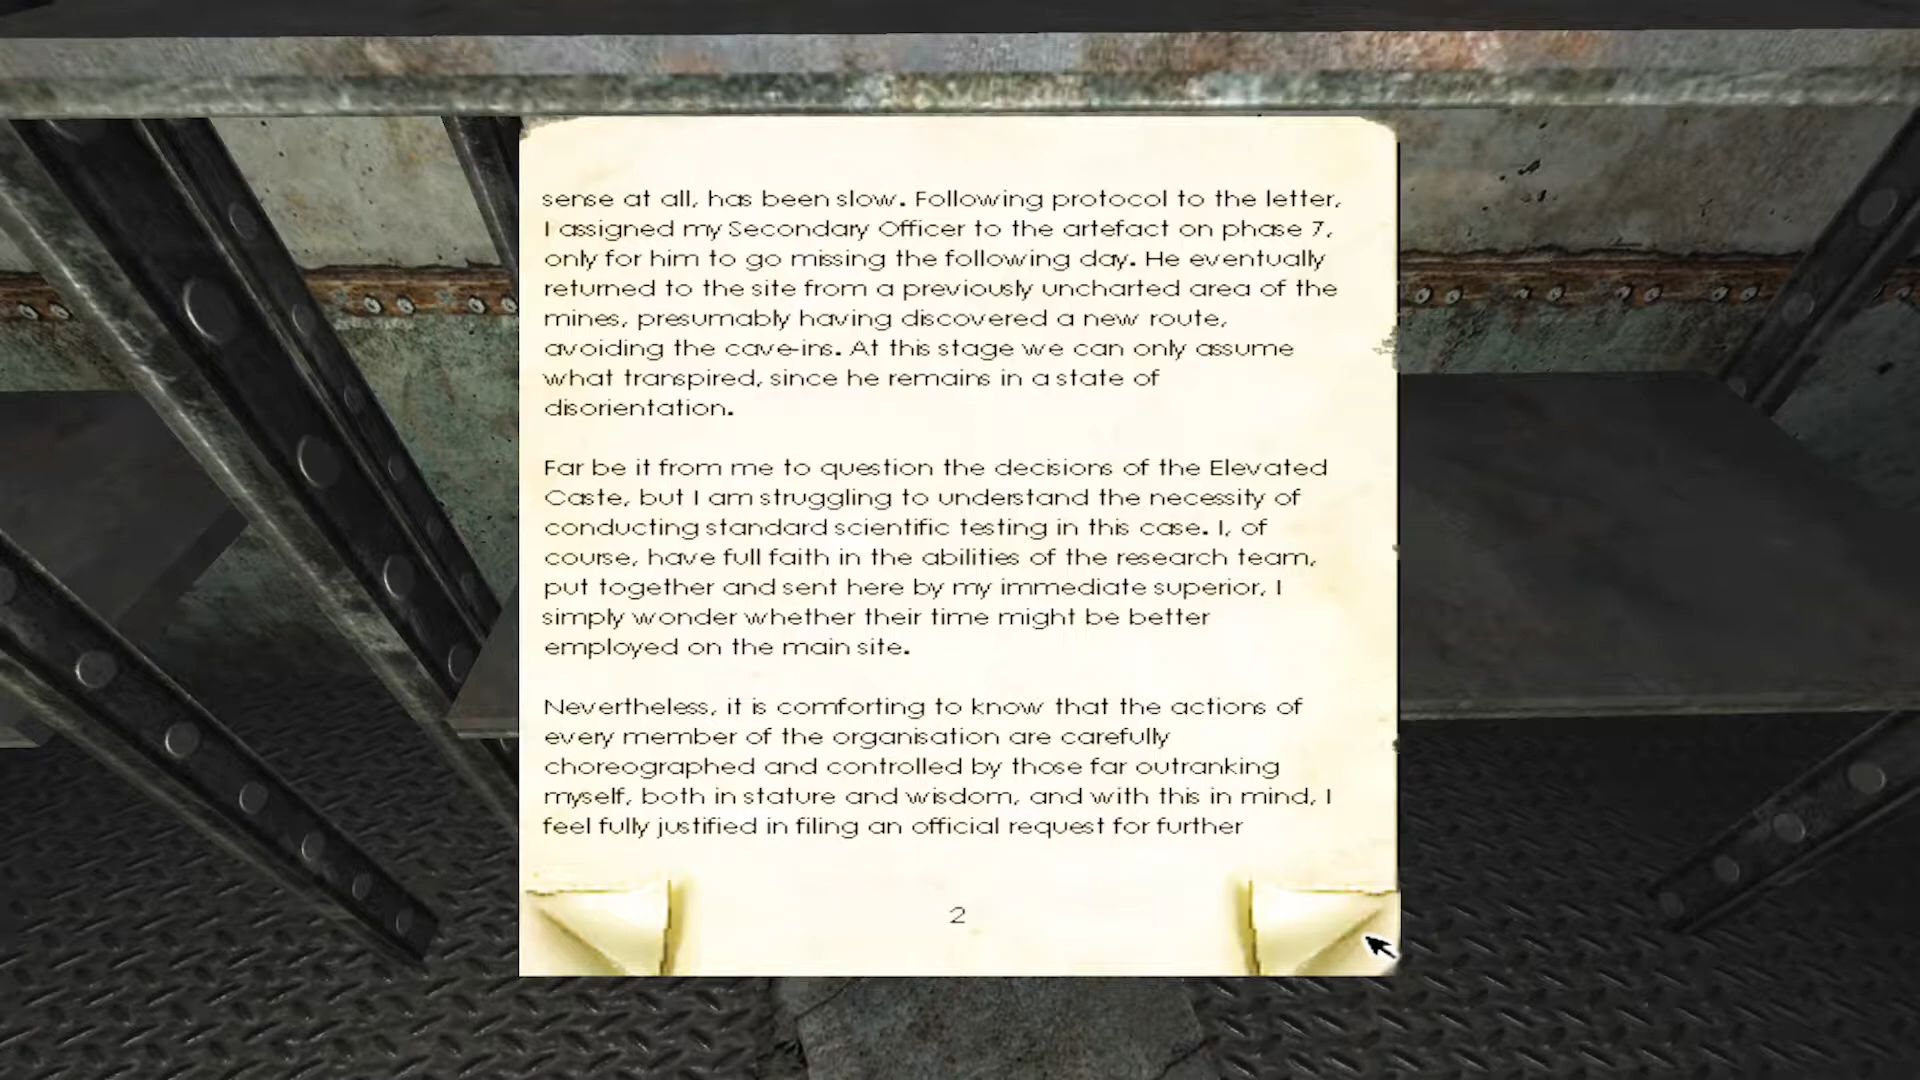 sense at all, has been slow. Following protocol to the letter,
I assigned my Secondary Officer to the artefact on phase 7,
only for him to go missing the following day. He eventually
returned to the site from a previously uncharted area of the
mines, presumably having discovered a new route,
avoiding the cave-ins. At this stage we can only assume
what transpired, since he remains in a state of
disorientation.
Far be it from me to question the decisions of the Elevated
Caste, but I am struggling to understand the necessity of
conducting standard scientific testing in this case. I, of
course, have full faith in the abilities of the research team,
put together and sent here by my immediate superior, I
simply wonder whether their time might be better
employed on the main site.
Nevertheless, it is comforting to know that the actions of
every member of the organisation are carefully
choreographed and controlled by those far outranking
myself, both in stature and wisdom, and with this in mind, I
feel fully justified in filing an official request for further
2